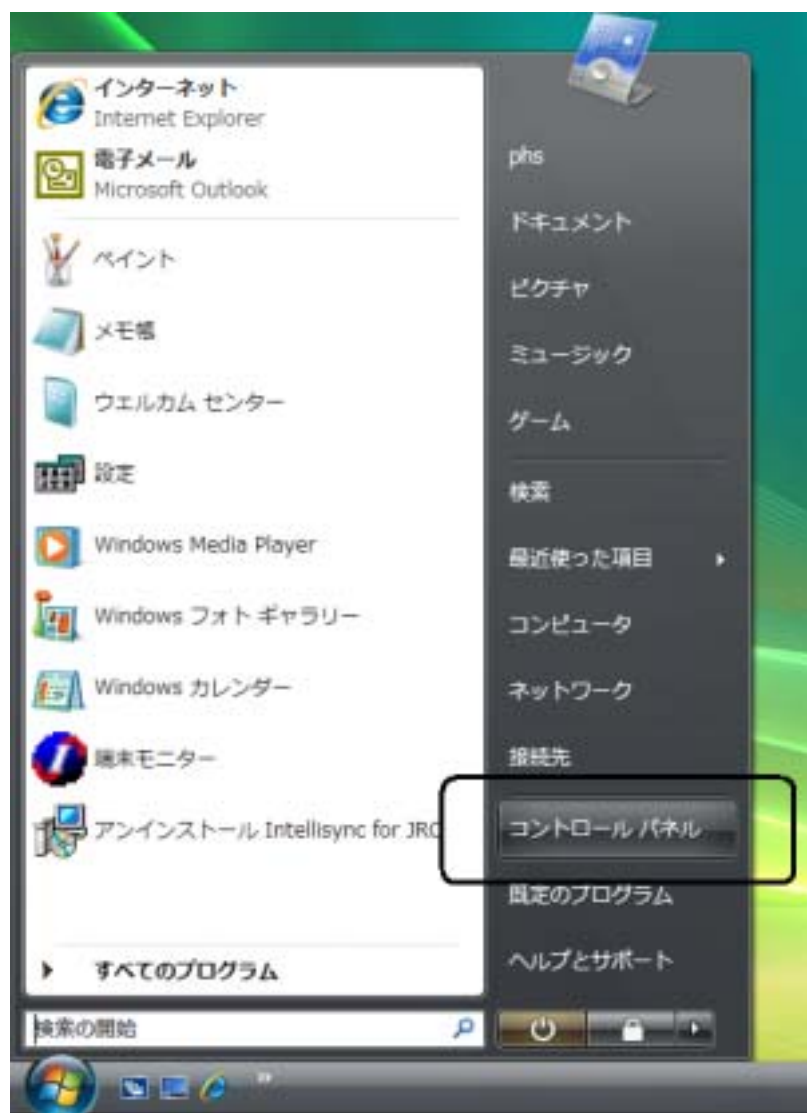 インターネット
Internet Explorer
電子メール
Microsoft Outlook
ペイント
メモ帳
ウェルカム センター
設定
Windows Media Player
Windows フォト ギャラリー
Windows カレンダー
端末モニター
アンインストール Intellisync for JRC
すべてのプログラム
検索の開始
phs
ドキュメント
ピクチャ
ミュージック
ゲーム
検索
最近使った項目
コンピュータ
ネットワーク
接続先
コントロール パネル
既定のプログラム
ヘルプとサポート